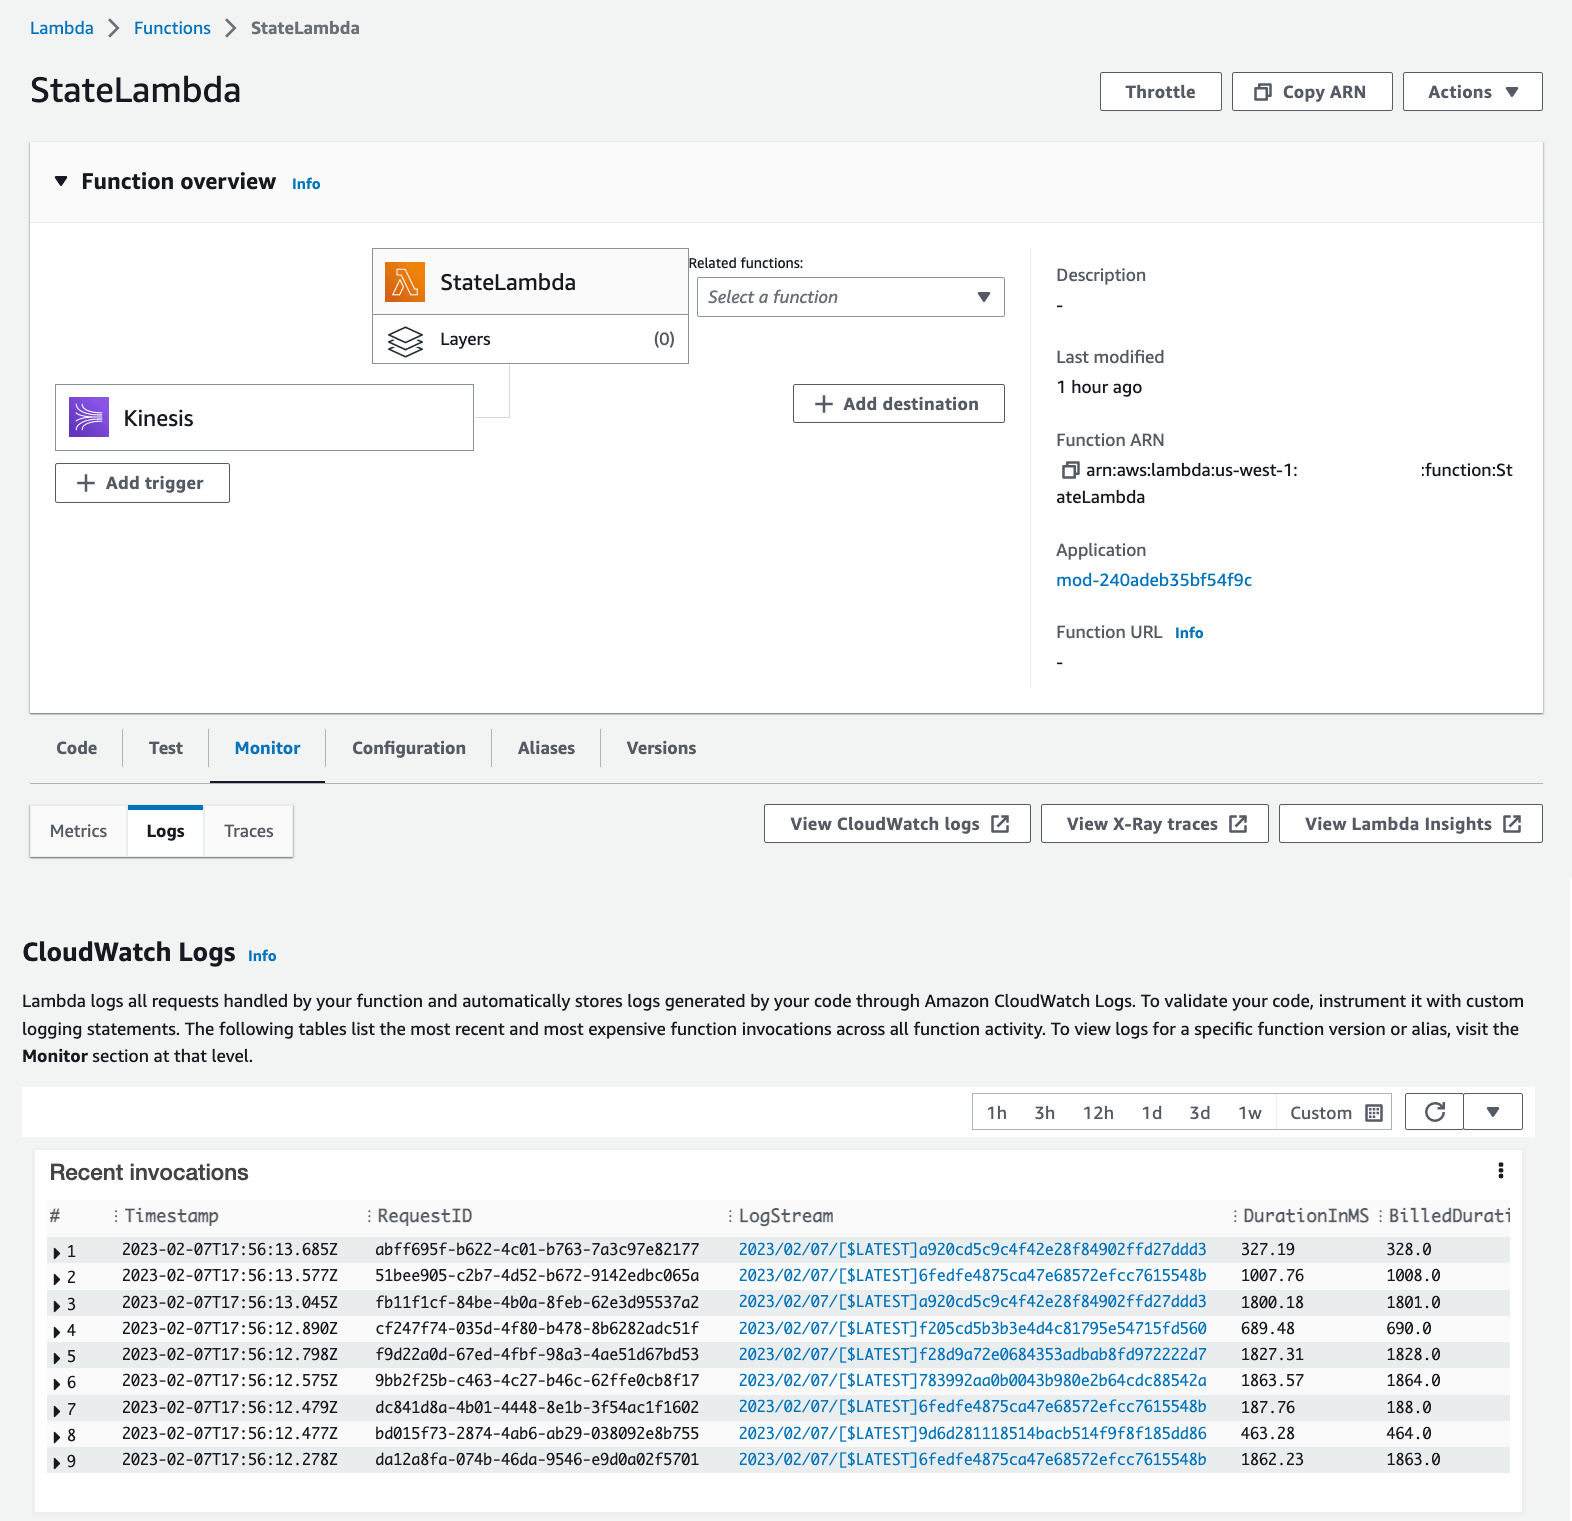 Lambda > Functions > StateLambda
StateLambda
Throttle Copy ARN Actions
Function overview Info
StateLambda
Related functions:
Select a function
Layers (0)
Kinesis
Add destination
Add trigger
Description
-
Last modified
1 hour ago
Function ARN
arn:aws:lambda:us-west-1: :function:St
ateLambda
Application
mod-240adeb35bf54f9c
Function URL Info
-
Code Test Monitor Configuration Aliases Versions
Metrics Logs Traces View CloudWatch logs View X-Ray traces View Lambda Insights
CloudWatch Logs Info
Lambda logs all requests handled by your function and automatically stores logs generated by your code through Amazon CloudWatch Logs. To validate your code, instrument it with custom
logging statements. The following tables list the most recent and most expensive function invocations across all function activity. To view logs for a specific function version or alias, visit the
Monitor section at that level.
1h 3h 12h 1d 3d 1w Custom
Recent invocations
# Timestamp RequestID LogStream DurationInMS BilledDurati
1 2023-02-07T17:56:13.685Z abff695f-b622-4c01-b763-7a3c97e82177 2023/02/07/[$LATEST]a920cd5c9c4f42e28f84902ffd27ddd3 327.19 328.0
2 2023-02-07T17:56:13.577Z 51bee905-c2b7-4d52-b672-9142edbc065a 2023/02/07/[$LATEST]6fedfe4875ca47e68572efcc7615548b 1007.76 1008.0
3 2023-02-07T17:56:13.045Z fb11f1cf-84be-4b0a-8feb-62e3d95537a2 2023/02/07/[$LATEST]a920cd5c9c4f42e28f84902ffd27ddd3 1800.18 1801.0
4 2023-02-07T17:56:12.890Z cf247f74-035d-4f80-b478-8b6282adc51f 2023/02/07/[$LATEST]f205cd5b3b3e4d4c81795e54715fd560 689.48 690.0
5 2023-02-07T17:56:12.798Z f9d22a0d-67ed-4fbf-98a3-4ae51d67bd53 2023/02/07/[$LATEST]f28d9a72e0684353adbab8fd972222d7 1827.31 1828.0
6 2023-02-07T17:56:12.575Z 9bb2f25b-c463-4c27-b46c-62ffe0cb8f17 2023/02/07/[$LATEST]783992aa0b0043b980e2b64cdc88542a 1863.57 1864.0
7 2023-02-07T17:56:12.479Z dc841d8a-4b01-4448-8e1b-3f54ac1f1602 2023/02/07/[$LATEST]6fedfe4875ca47e68572efcc7615548b 187.76 188.0
8 2023-02-07T17:56:12.477Z bd015f73-2874-4ab6-ab29-038092e8b755 2023/02/07/[$LATEST]9d6d281118514bacb514f9f8f185dd86 463.28 464.0
9 2023-02-07T17:56:12.278Z da12a8fa-074b-46da-9546-e9d0a02f5701 2023/02/07/[$LATEST]6fedfe4875ca47e68572efcc7615548b 1862.23 1863.0